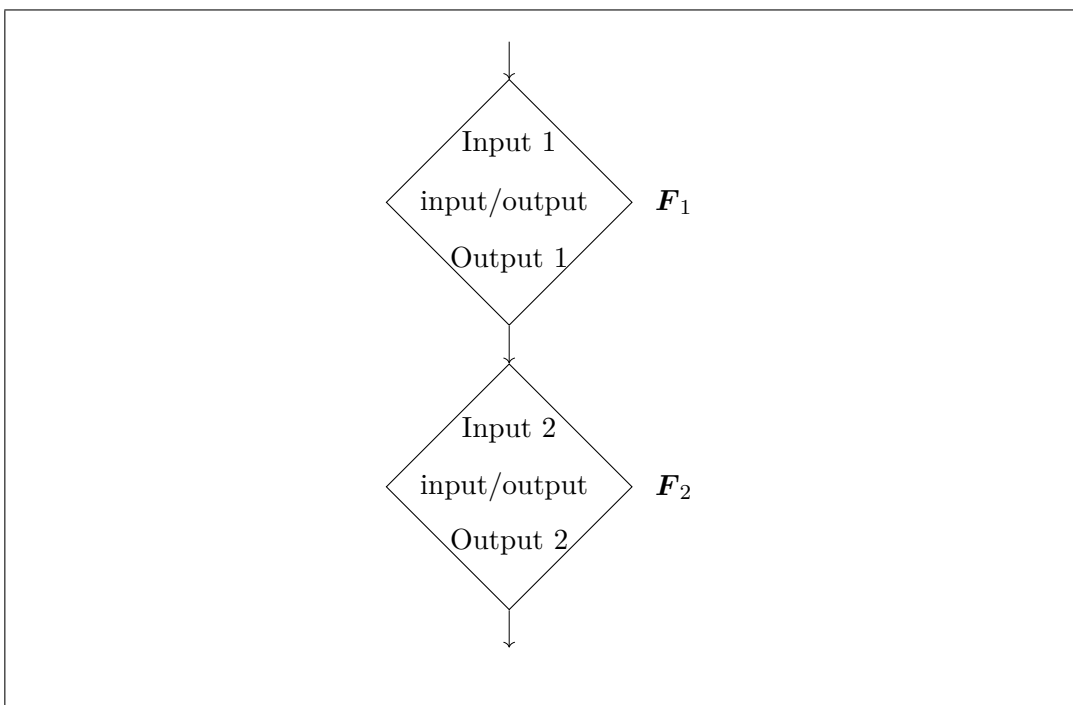 Input 1
input/output
F₁
Output 1
Input 2
input/output
F₂
Output 2